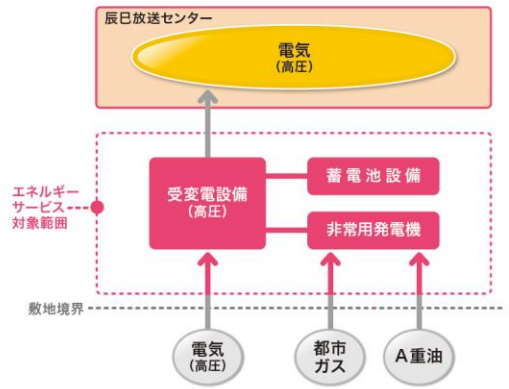 辰巳放送センター
電気
(高圧)
受変電設備
(高圧)
蓄電池設備
非常用発電機
エネルギー
サービス
対象範囲
敷地境界
電気
(高圧)
都市
ガス
A重油